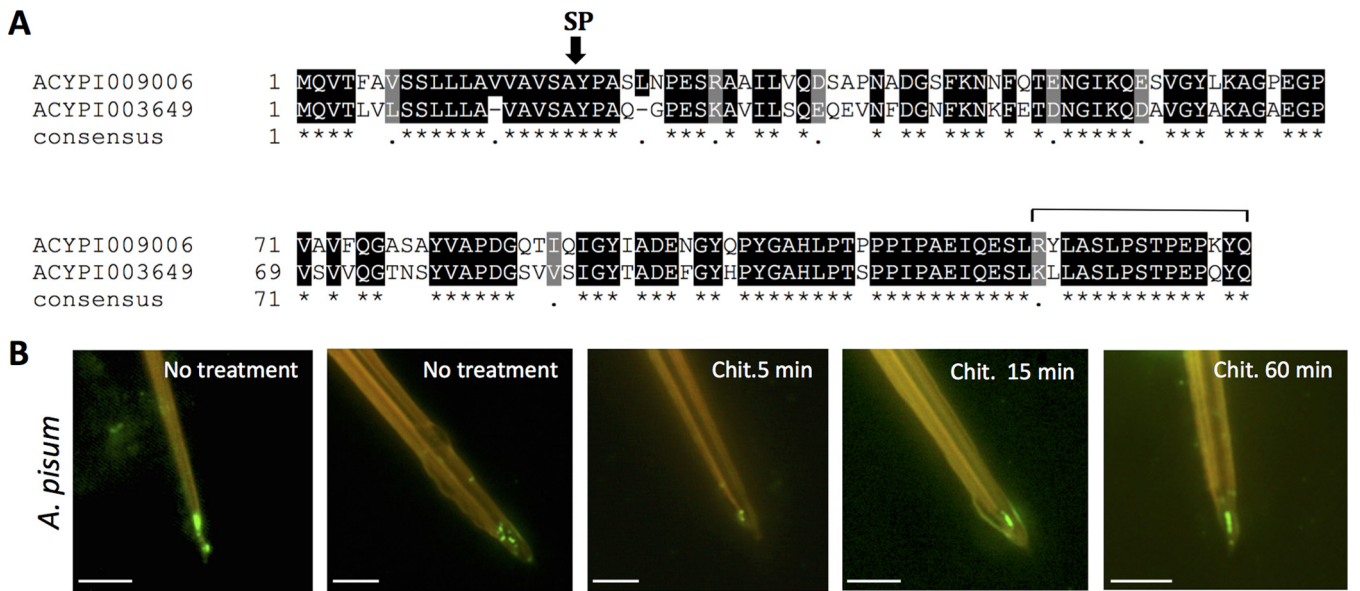 A
SP
ACYPI009006 1 MQVTFAVSSLLLAVVAVSAYPASLNPESRAAILVQDSAPNADGSFKNNFQTENGIKQESVGYLKAGPEGP
ACYPI003649 1 MQVTLVLSSLLLA-VAVSAYPAQ-GPESKAVILSQEQEVNFDGNFKNKFETDNGIKQDAVGYAKAGAEGP
consensus 1 ****  .******.******** . ***.* ** *.   * ** *** * *.*****. *** *** ***
ACYPI009006 71 VAVFQGASAYVAPDGQTIQIGYIADENGYQPYGAHLPTPPPIPAEIQESLRYLASLPSTPEPKYQ
ACYPI003649 69 VSVVQGTNSYVAPDGSVVSIGYTADEFGYHPYGAHLPTSPPIPAEIQESLKLLASLPSTPEPQYQ
consensus 71 * * **   ******  . *** *** ** ******** ***********. ********** **
B
A. pisum
No treatment
No treatment
Chit.5 min
Chit. 15 min
Chit. 60 min